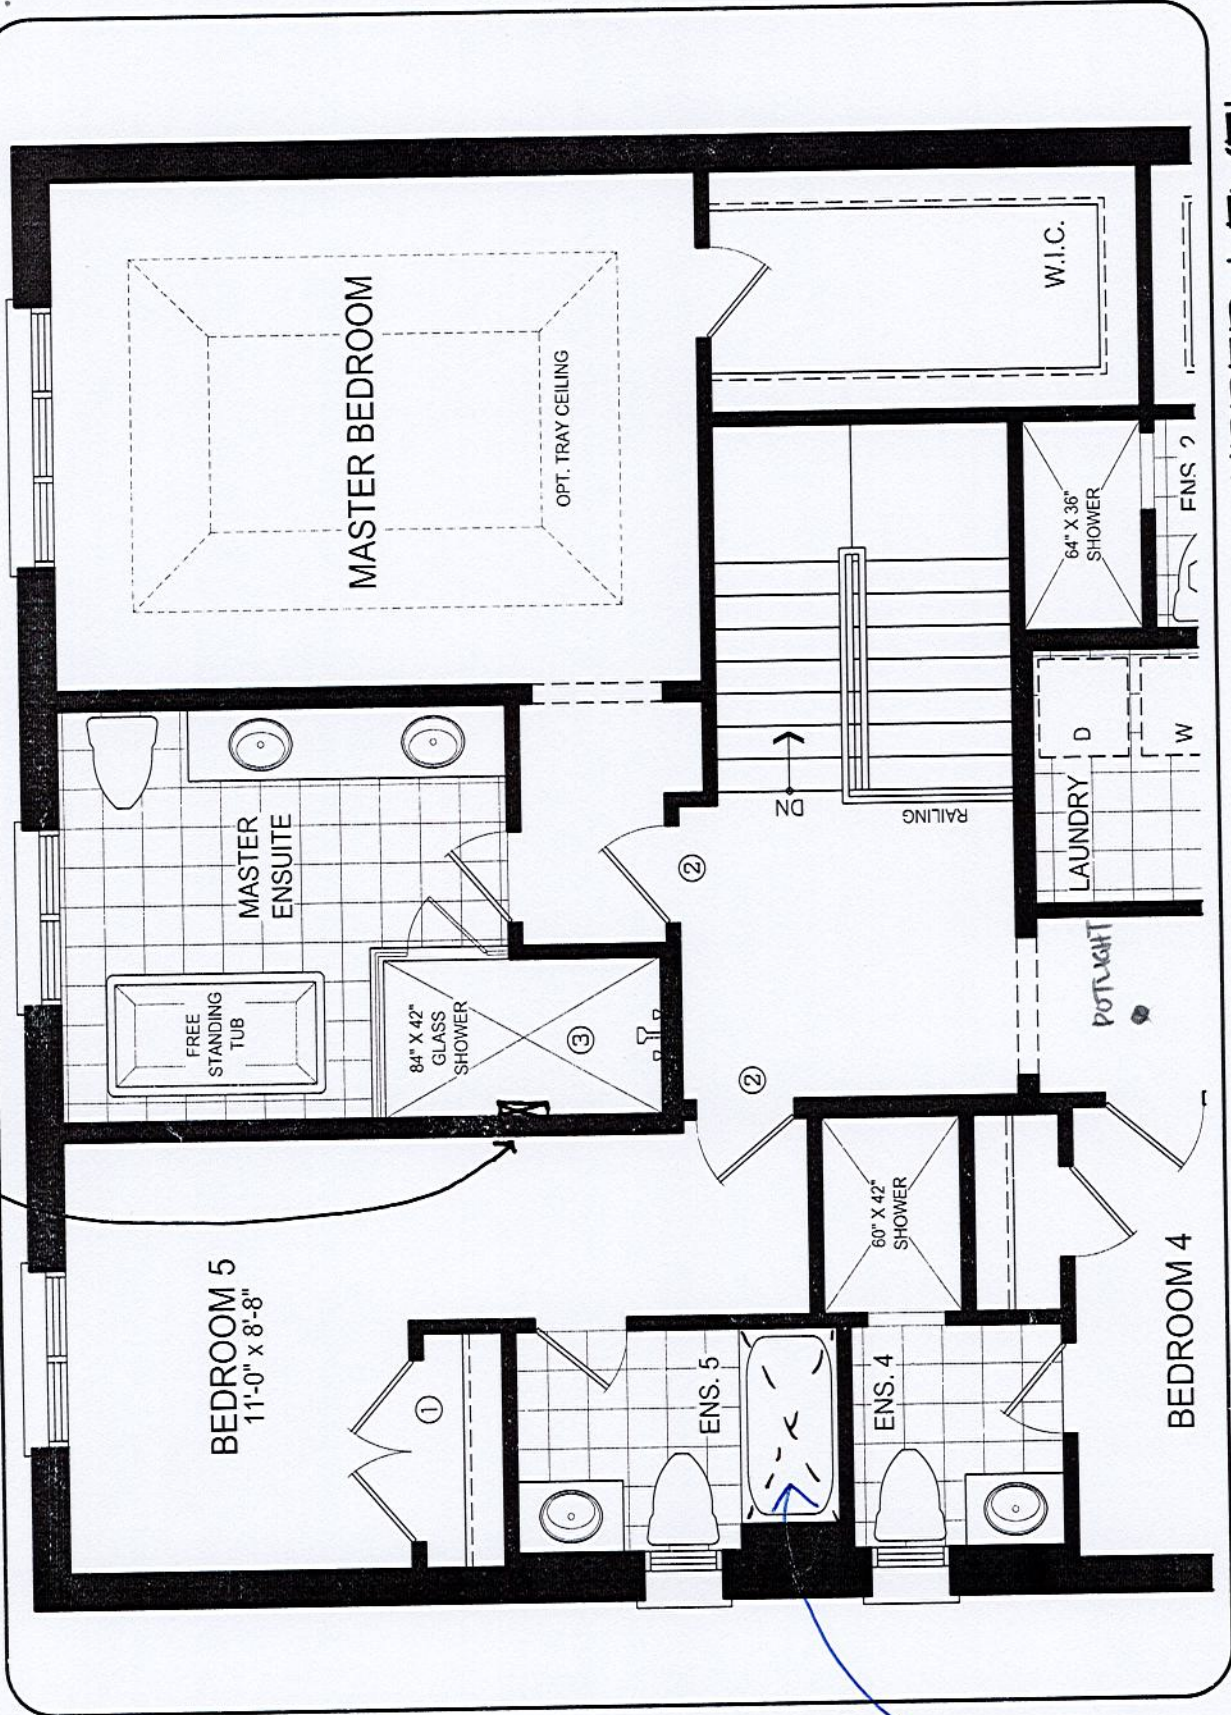 MASTER BEDROOM
OPT. TRAY CEILING
W.I.C.
MASTER
ENSUITE
FREE
STANDING
TUB
84" X 42"
GLASS
SHOWER
③
②
②
DN
RAILING
64" X 36"
SHOWER
ENS. 2
LAUNDRY
D
W
POTLIGHT
BEDROOM 5
11'-0" x 8'-8"
①
ENS. 5
60" X 42"
SHOWER
ENS. 4
BEDROOM 4